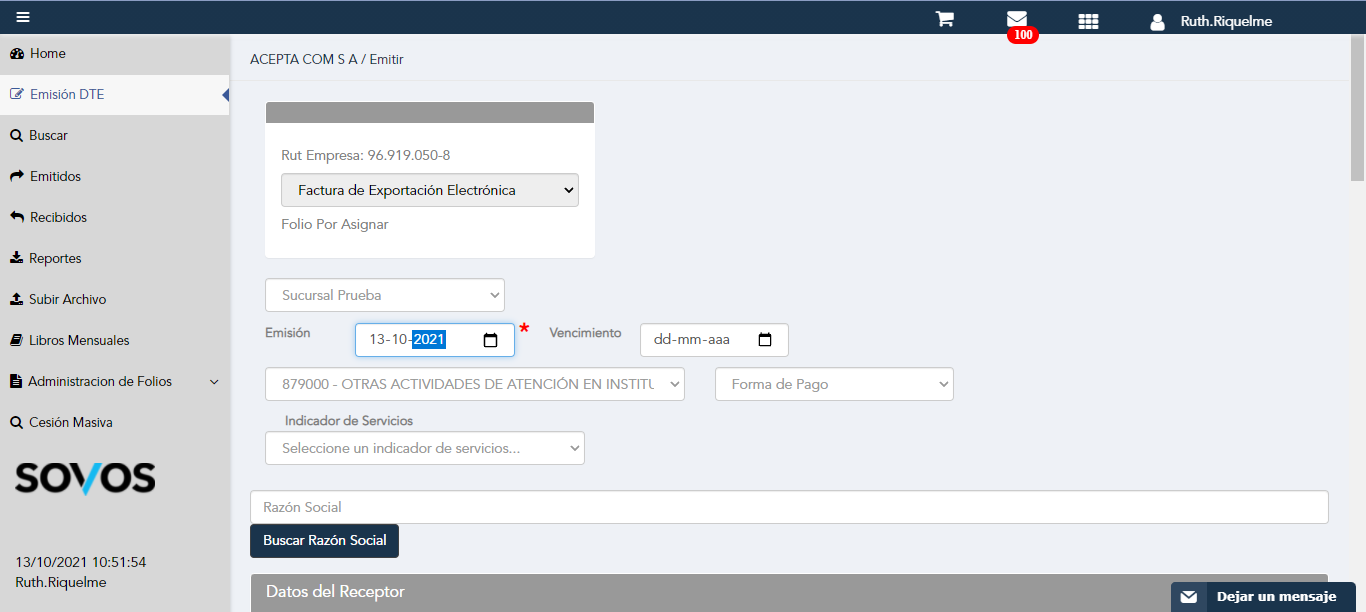 Ruth.Riquelme
100
Home
Emisión DTE
Buscar
Emitidos
Recibidos
Reportes
Subir Archivo
Libros Mensuales
Administracion de Folios
Cesión Masiva
sovos
13/10/2021 10:51:54
Ruth.Riquelme
ACEPTA COM S A / Emitir
Rut Empresa: 96.919.050-8
Factura de Exportación Electrónica
Folio Por Asignar
Sucursal Prueba
Emisión 13-10-2021 * Vencimiento dd-mm-aaa
879000 - OTRAS ACTIVIDADES DE ATENCIÓN EN INSTITU Forma de Pago
Indicador de Servicios
Seleccione un indicador de servicios...
Razón Social
Buscar Razón Social
Datos del Receptor
Dejar un mensaje